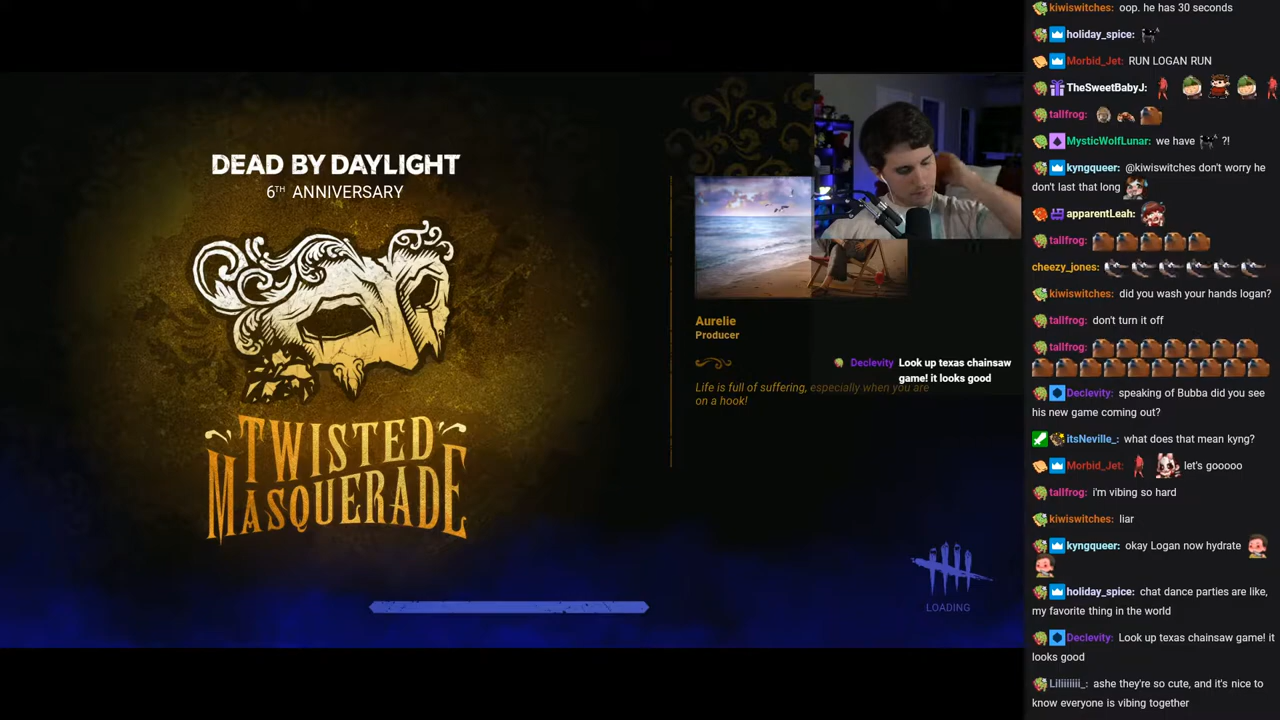 DEAD BY DAYLIGHT
6TH ANNIVERSARY
TWISTED
MASQUERADE
Aurelie
Producer
Life is full of suffering, especially when you are
on a hook!
Declevity Look up texas chainsaw
game! it looks good
LOADING
kiwiswitches: oop. he has 30 seconds
holiday_spice:
Morbid_Jet: RUN LOGAN RUN
TheSweetBabyJ:
tallfrog:
MysticWolfLunar: we have ?!
kyngqueer: @kiwiswitches don't worry he
don't last that long
apparentLeah:
tallfrog:
cheezy_jones:
kiwiswitches: did you wash your hands logan?
tallfrog: don't turn it off
tallfrog:
Declevity: speaking of Bubba did you see
his new game coming out?
itsNeville_: what does that mean kyng?
Morbid_Jet: let's gooooo
tallfrog: i'm vibing so hard
kiwiswitches: liar
kyngqueer: okay Logan now hydrate
holiday_spice: chat dance parties are like,
my favorite thing in the world
Declevity: Look up texas chainsaw game! it
looks good
ashe they're so cute, and it's nice to
know everyone is vibing together